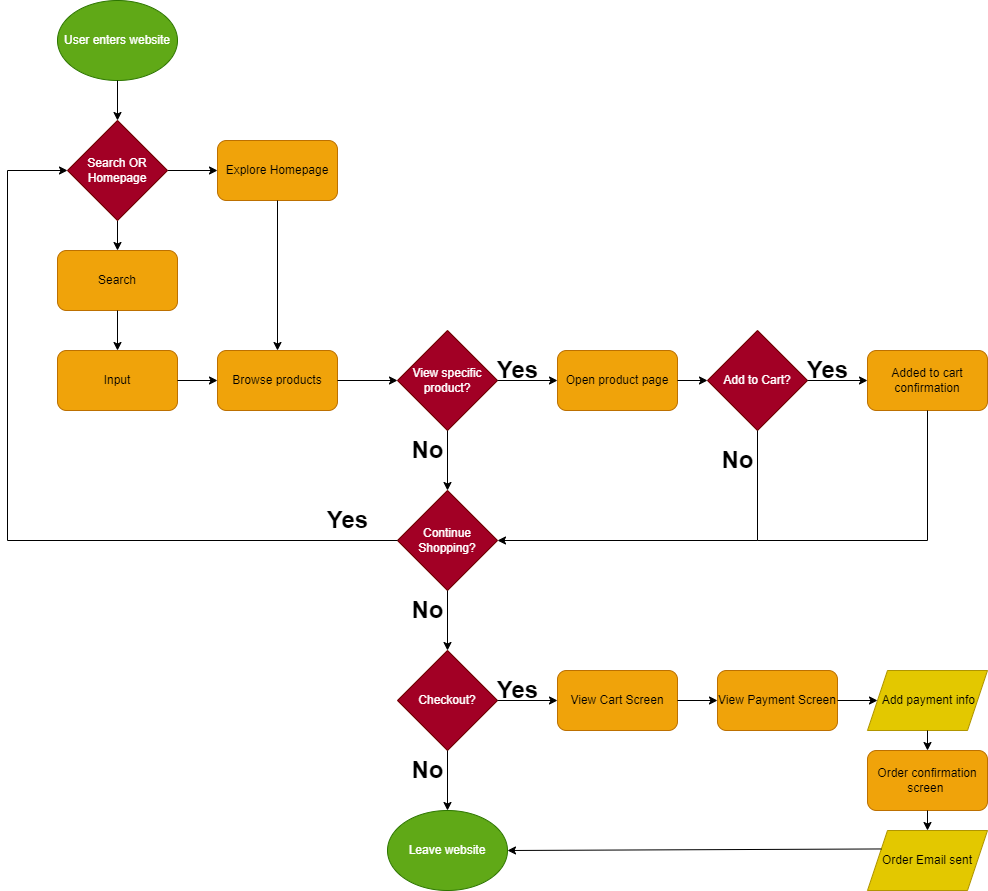 User enters website
Search OR
Homepage
Explore Homepage
Search
Input
Browse products
View specific
product?
Yes
Open product page
Add to Cart?
Yes
Added to cart
confirmation
No
No
Yes
Continue
Shopping?
No
Checkout?
Yes
View Cart Screen
View Payment Screen
Add payment info
No
Order confirmation
screen
Leave website
Order Email sent